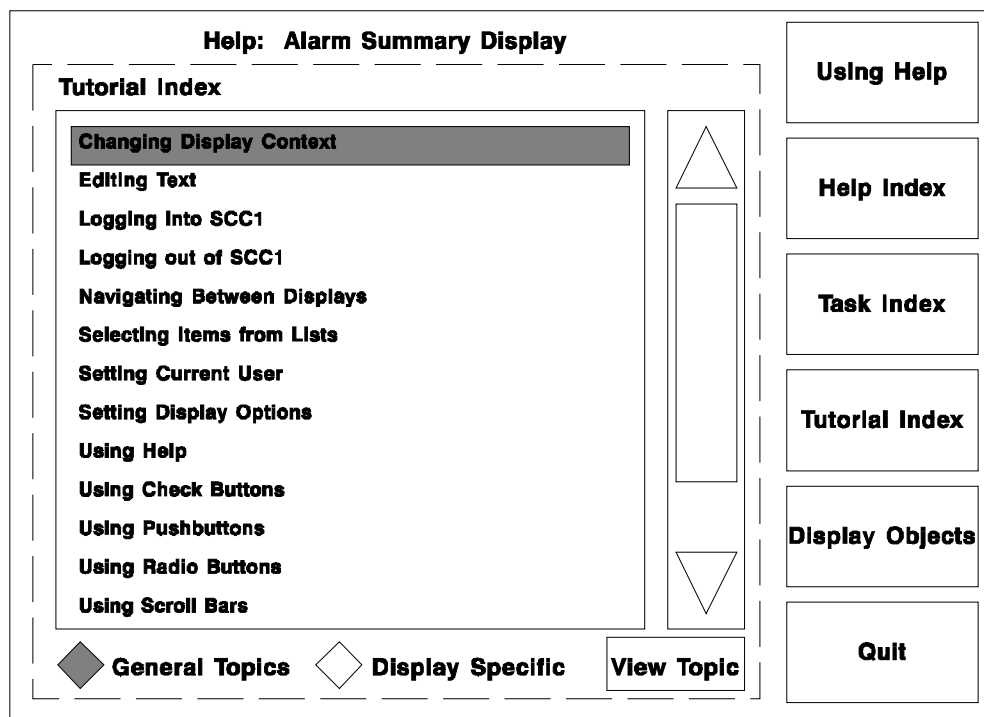 Help: Alarm Summary Display
Tutorial Index
Changing Display Context
Editing Text
Logging into SCC1
Logging out of SCC1
Navigating Between Displays
Selecting Items from Lists
Setting Current User
Setting Display Options
Using Help
Using Check Buttons
Using Pushbuttons
Using Radio Buttons
Using Scroll Bars
General Topics
Display Specific
View Topic
Using Help
Help Index
Task Index
Tutorial Index
Display Objects
Quit